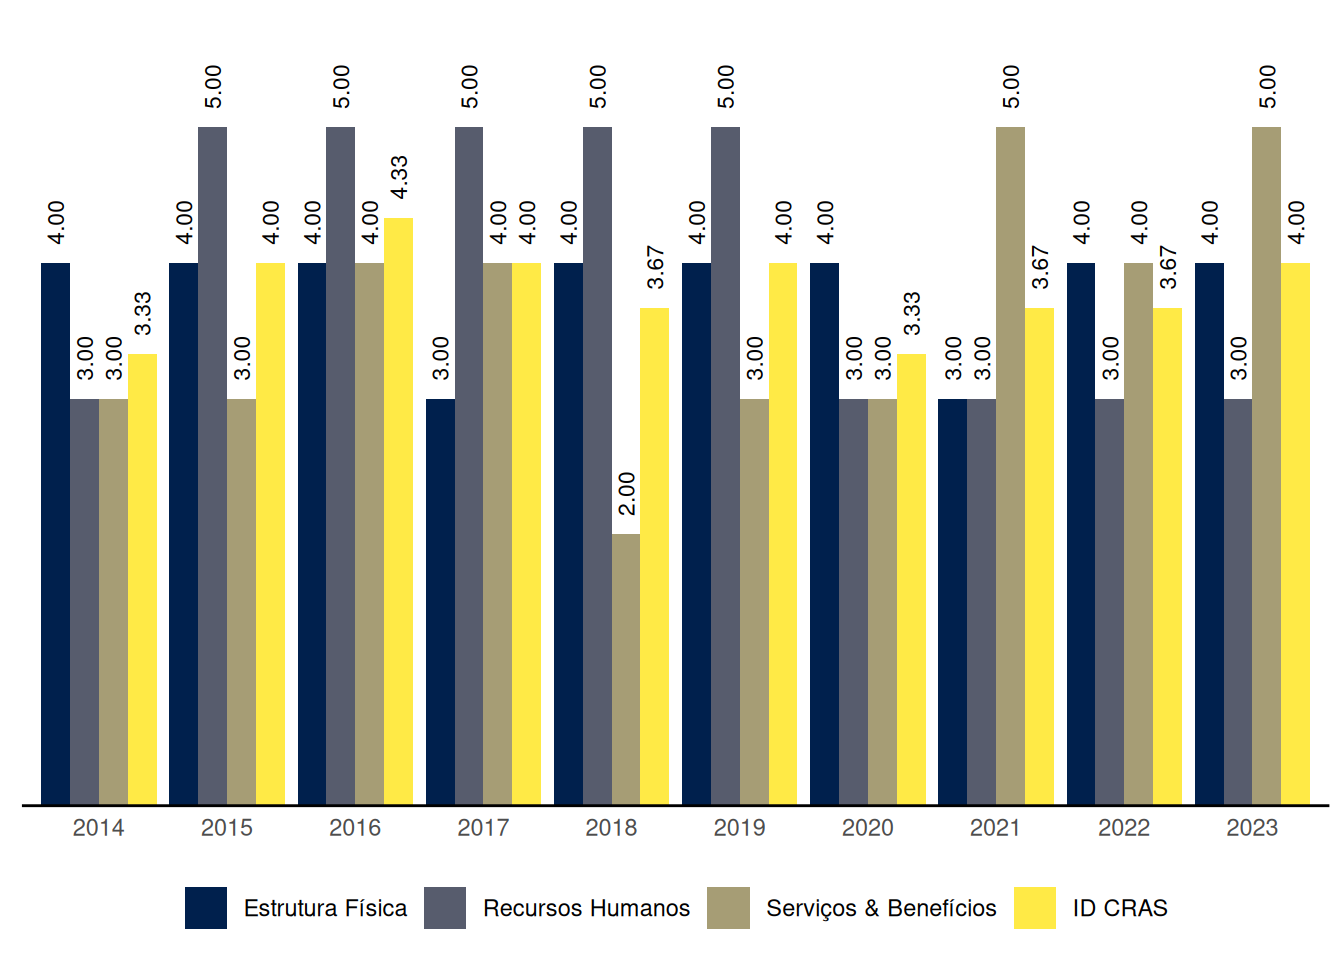 5.00 5.00 5.00 5.00 5.00 5.00 5.00
4.33
4.00 4.00 4.00 4.00 4.00 4.00 4.00 4.00 4.00 4.00 4.00 4.00 4.00 4.00 4.00
3.67 3.67 3.67
3.33 3.33
3.00 3.00 3.00 3.00 3.00 3.00 3.00 3.00 3.00 3.00 3.00
2.00
2014 2015 2016 2017 2018 2019 2020 2021 2022 2023
Estrutura Física Recursos Humanos Serviços & Benefícios ID CRAS